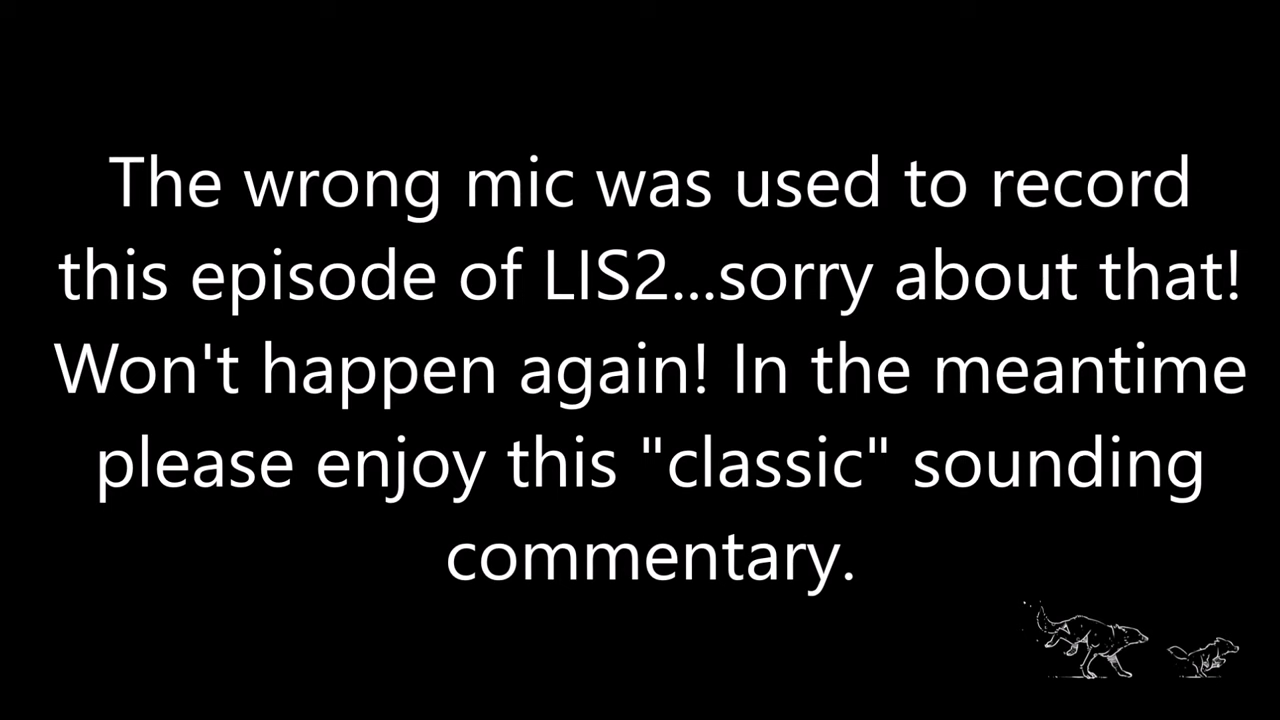 The wrong mic was used to record
this episode of LIS2...sorry about that!
Won't happen again! In the meantime
please enjoy this "classic" sounding
commentary.